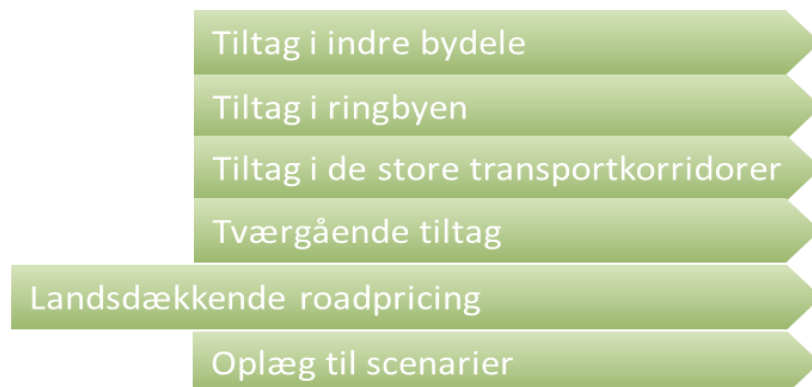 Tiltag i indre bydele
Tiltag i ringbyen
Tiltag i de store transportkorridorer
Tværgående tiltag
Landsdækkende roadpricing
Oplæg til scenarier